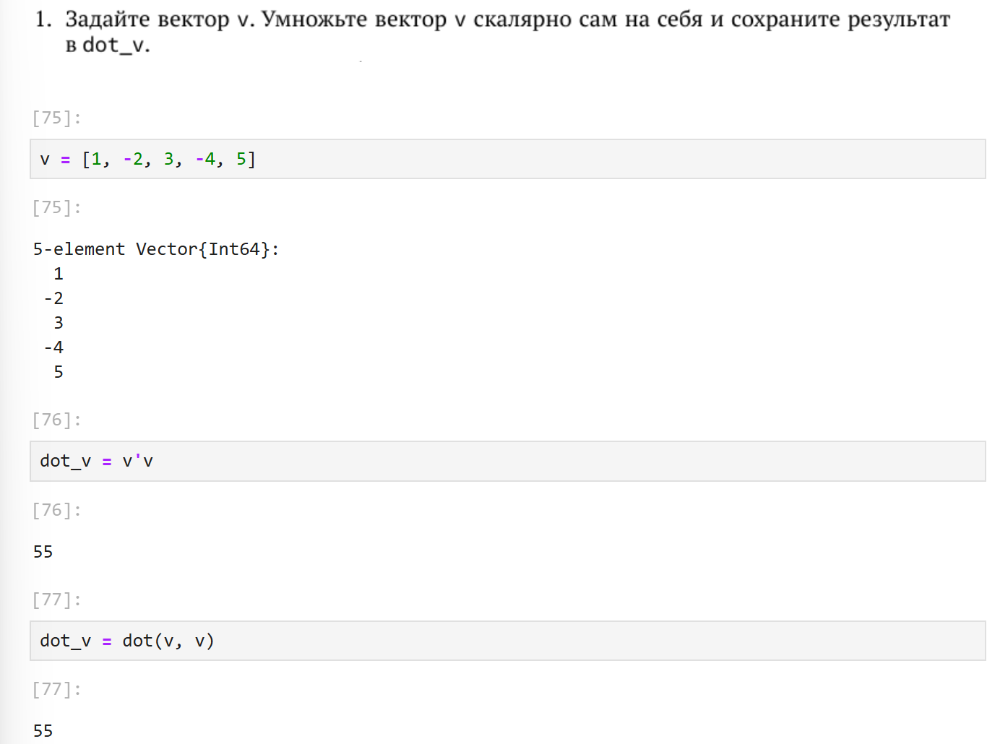 1. Задайте вектор v. Умножьте вектор v скалярно сам на себя и сохраните результат
в dot_v.
[75]:
v = [1, -2, 3, -4, 5]
[75]:
5-element Vector{Int64}:
1
-2
3
-4
5
[76]:
dot_v = v'v
[76]:
55
[77]:
dot_v = dot(v, v)
[77]:
55